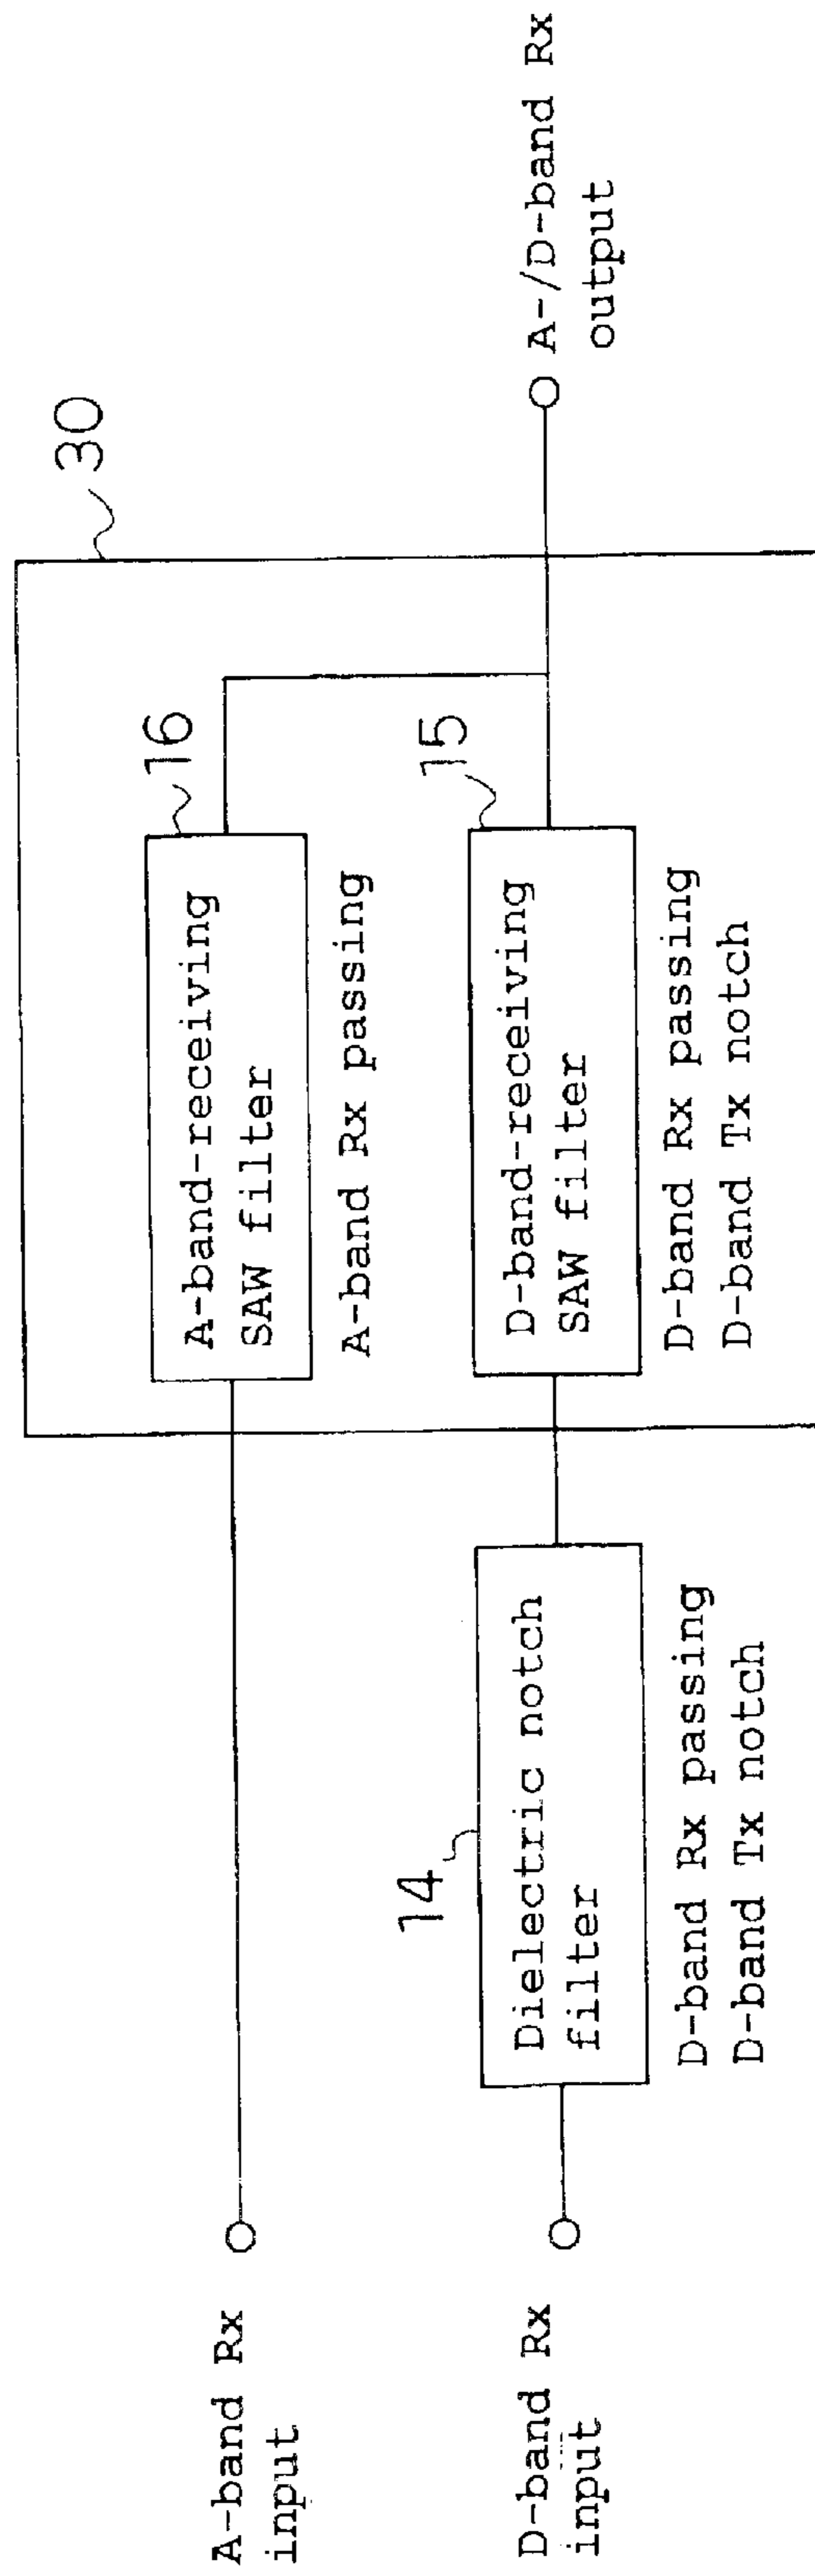 A-band Rx
input
A-band-receiving
SAW filter
16
A-band Rx passing
30
D-band Rx
input
14
Dielectric notch
filter
D-band Rx passing
D-band Tx notch
15
D-band-receiving
SAW filter
D-band Rx passing
D-band Tx notch
A-/D-band Rx
output